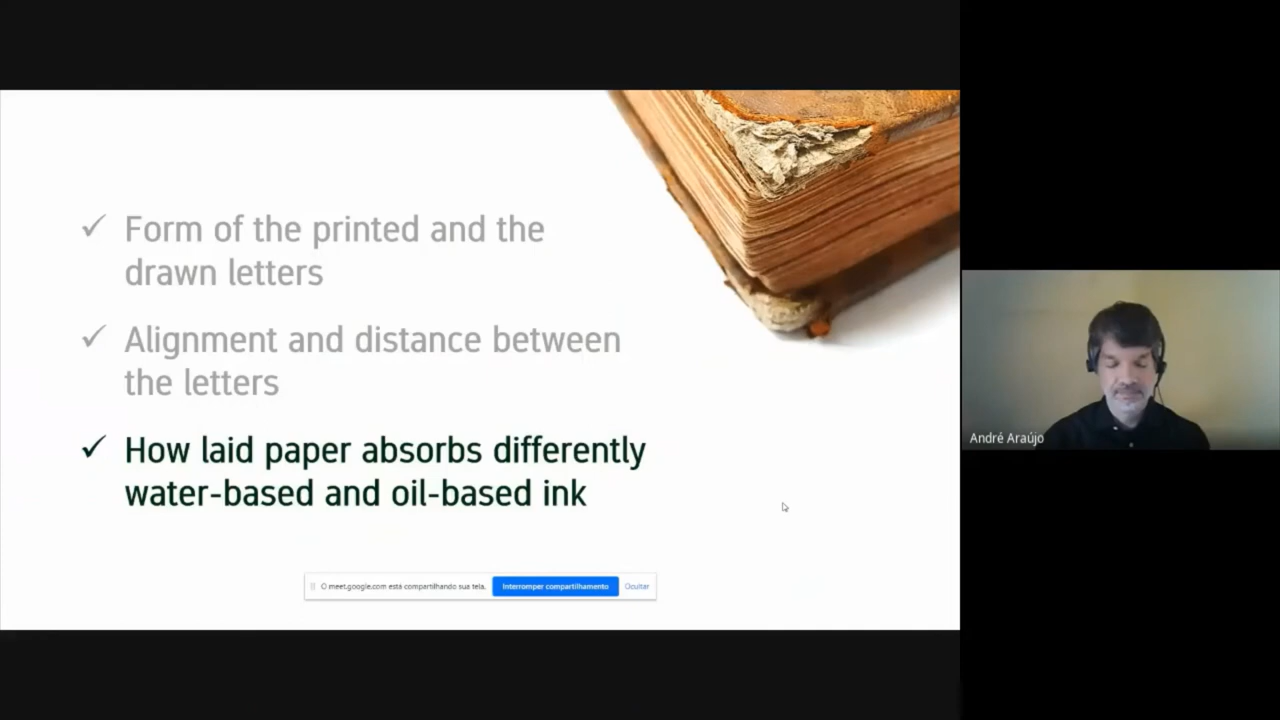 ✓ Form of the printed and the
drawn letters
✓ Alignment and distance between
the letters
✓ How laid paper absorbs differently
water-based and oil-based ink
O meet.google.com está compartilhando sua tela. Interromper compartilhamento Ocultar
André Araújo